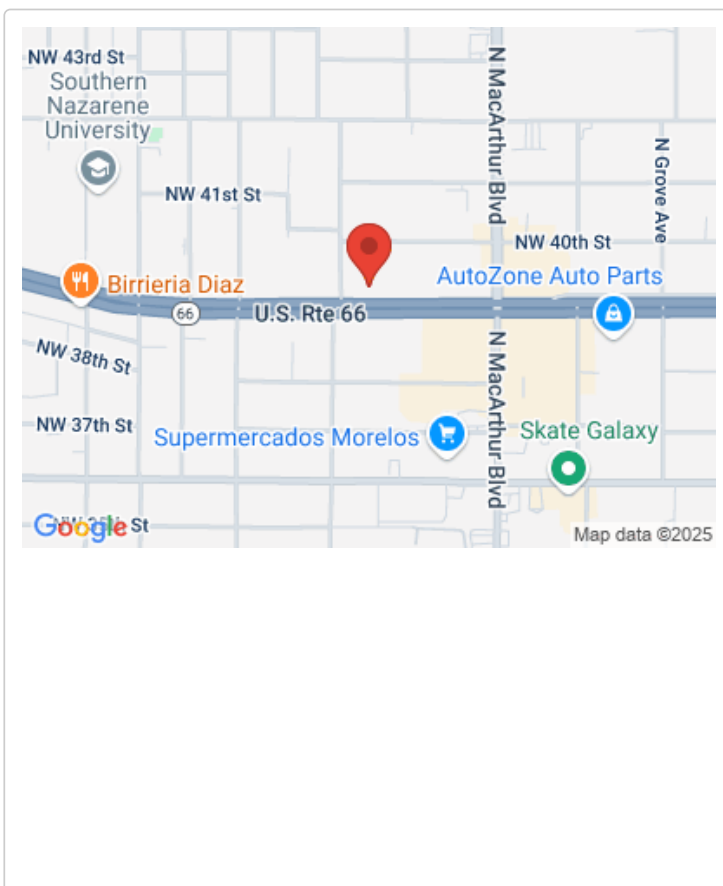 NW 43rd St
Southern
Nazarene
University
N MacArthur Blvd
N Grove Ave
NW 41st St
NW 40th St
Birrieria Diaz
AutoZone Auto Parts
66
U.S. Rte 66
NW 38th St
N MacArthur Blvd
NW 37th St
Supermercados Morelos
Skate Galaxy
Google
St
Map data ©2025